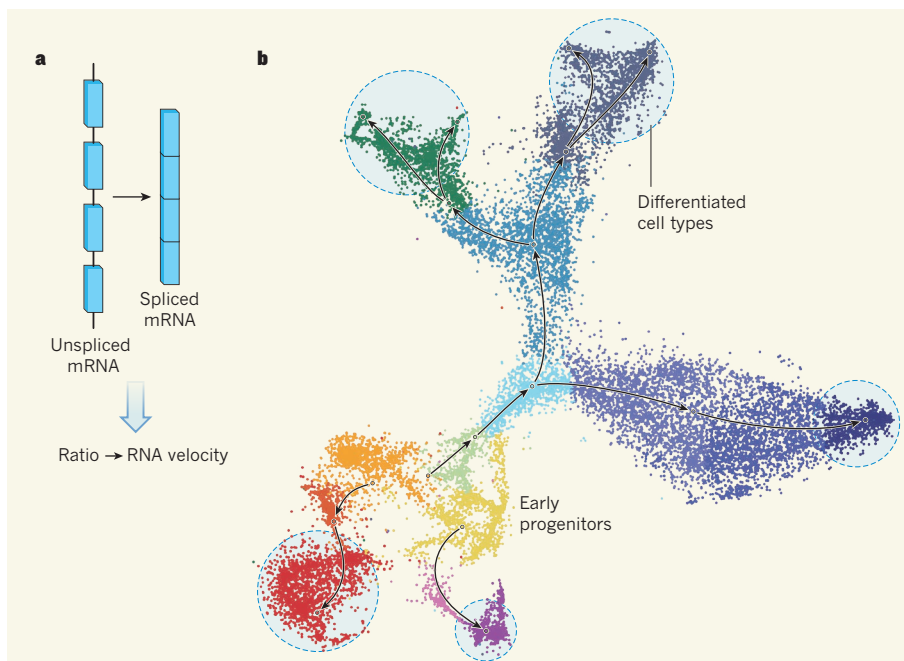 a
b
Spliced
mRNA
Unspliced
mRNA
Ratio → RNA velocity
Differentiated
cell types
Early
progenitors